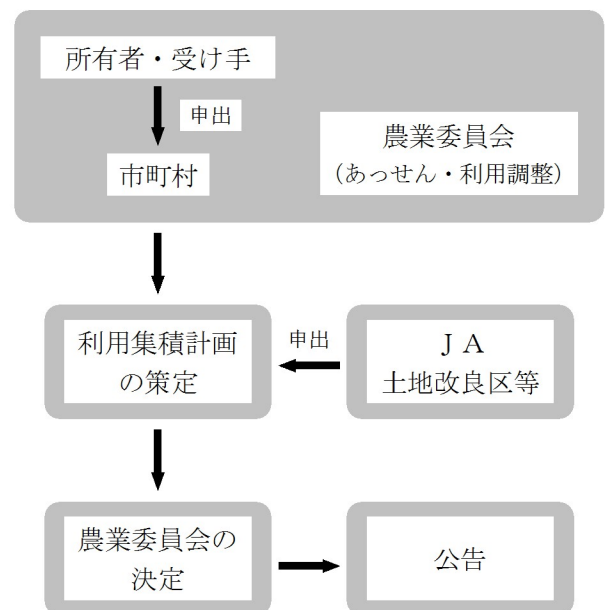 所有者・受け手
申出
農業委員会
(あっせん・利用調整)
市町村
利用集積計画
の策定
申出
ＪＡ
土地改良区等
農業委員会の
決定
公告